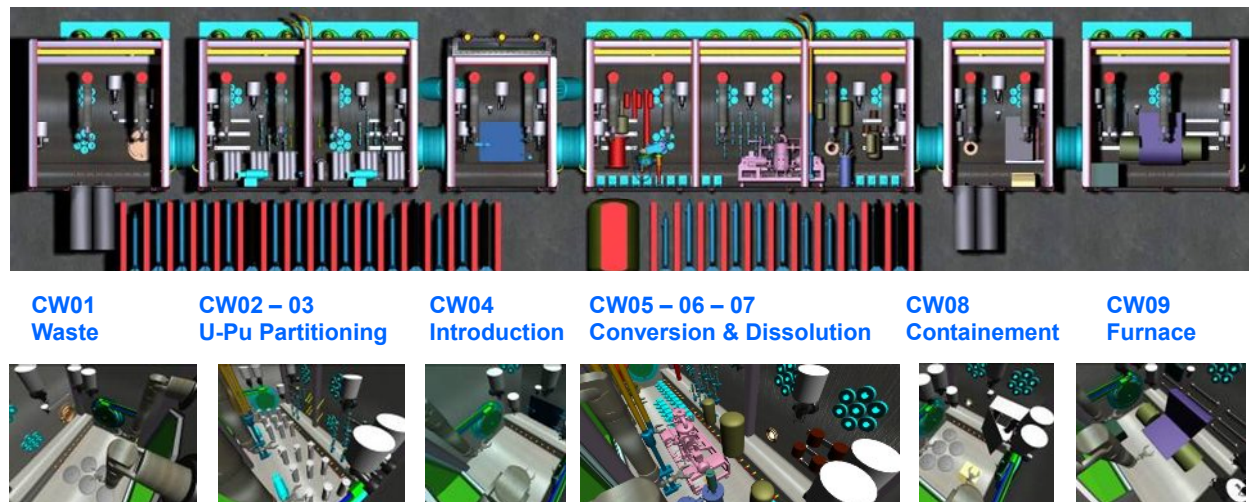 CW01
Waste
CW02 – 03
U-Pu Partitioning
CW04
Introduction
CW05 – 06 – 07
Conversion & Dissolution
CW08
Containement
CW09
Furnace